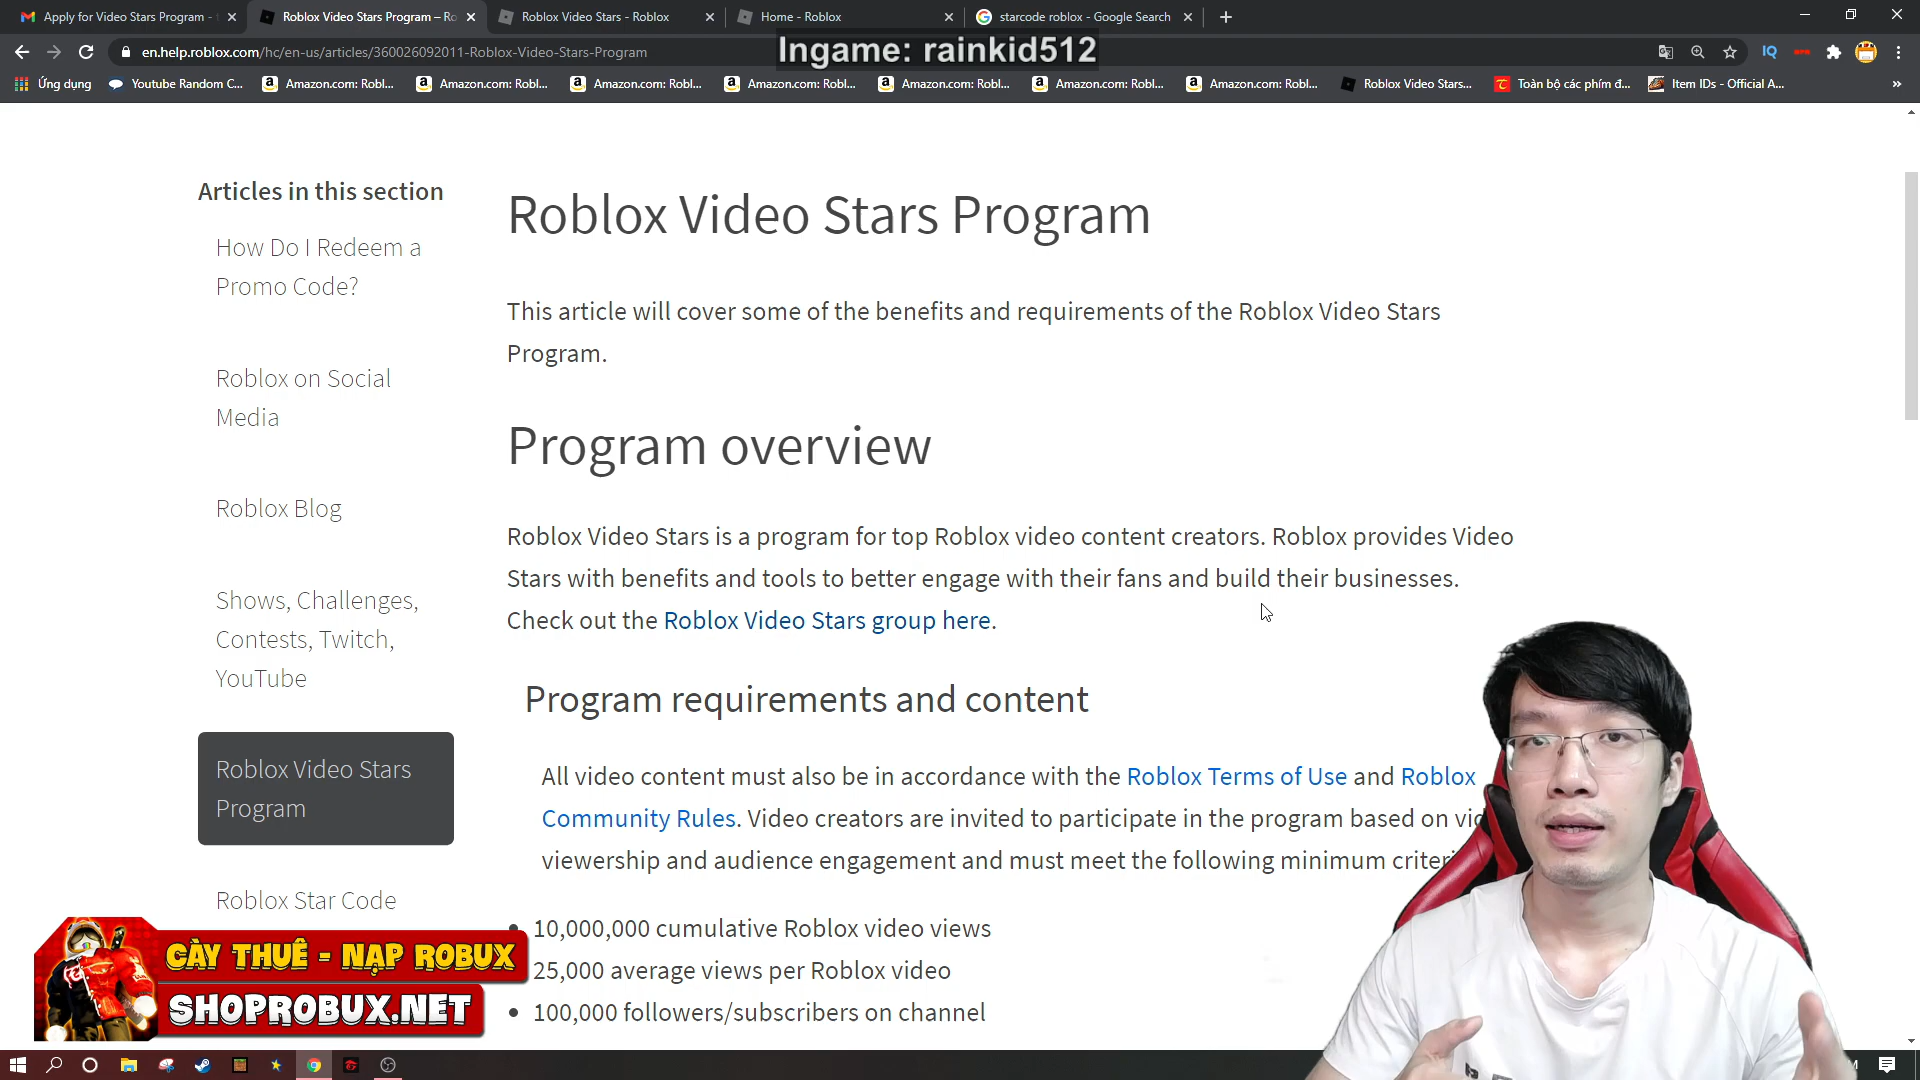 Apply for Video Stars Program -
Roblox Video Stars Program – Ro
Roblox Video Stars - Roblox
Home - Roblox
starcode roblox - Google Search
en.help.roblox.com/hc/en-us/articles/360026092011-Roblox-Video-Stars-Program
Ingame: rainkid512
IQ
Ứng dụng
Youtube Random C...
Amazon.com: Robl...
Amazon.com: Robl...
Amazon.com: Robl...
Amazon.com: Robl...
Amazon.com: Robl...
Amazon.com: Robl...
Amazon.com: Robl...
Roblox Video Stars...
Toàn bộ các phím đ...
Item IDs - Official A...
Articles in this section
How Do I Redeem a
Promo Code?
Roblox on Social
Media
Roblox Blog
Shows, Challenges,
Contests, Twitch,
YouTube
Roblox Video Stars
Program
Roblox Star Code
Roblox Video Stars Program
This article will cover some of the benefits and requirements of the Roblox Video Stars
Program.
Program overview
Roblox Video Stars is a program for top Roblox video content creators. Roblox provides Video
Stars with benefits and tools to better engage with their fans and build their businesses.
Check out the Roblox Video Stars group here.
Program requirements and content
All video content must also be in accordance with the Roblox Terms of Use and Roblox
Community Rules. Video creators are invited to participate in the program based on vid
viewership and audience engagement and must meet the following minimum criteri
10,000,000 cumulative Roblox video views
25,000 average views per Roblox video
100,000 followers/subscribers on channel
CÀY THUÊ - NẠP ROBUX
SHOPROBUX.NET